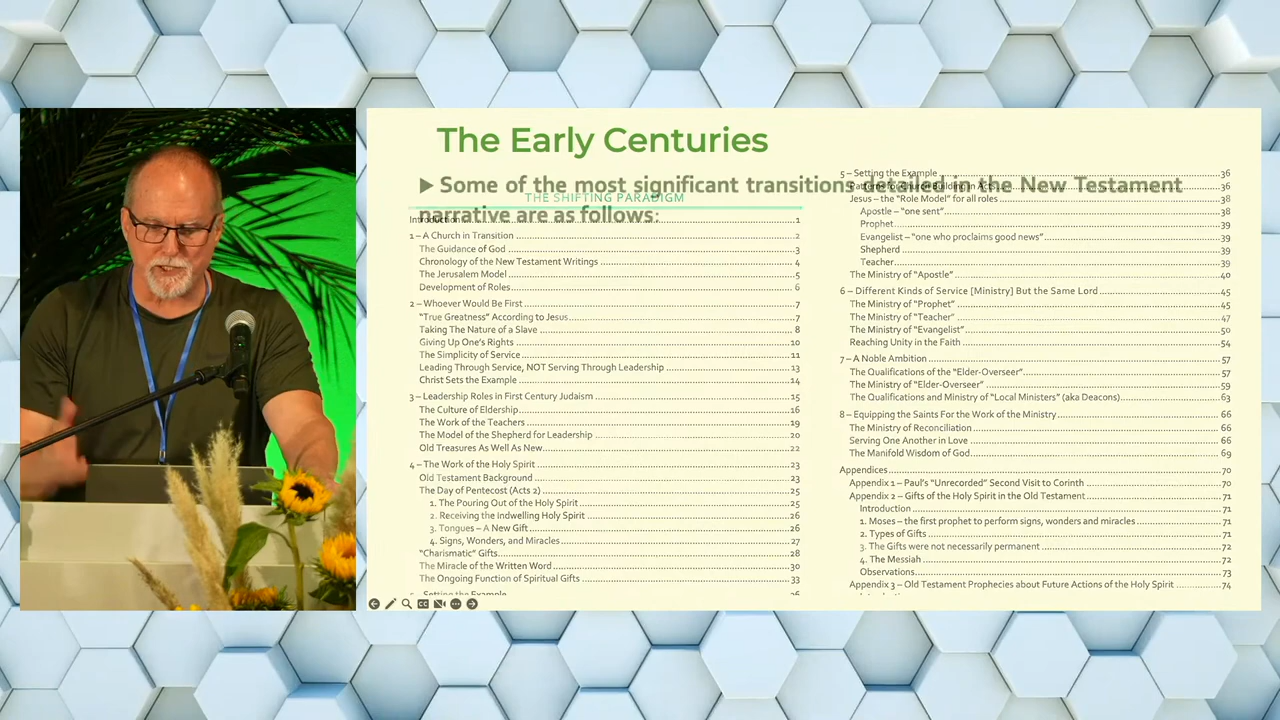 The Early Centuries
▶ Some of the most significant transitions detailed in the New Testament
narrative are as follows:
THE SHIFTING PARADIGM
Introduction 1
1 – A Church in Transition 2
The Guidance of God 3
Chronology of the New Testament Writings 4
The Jerusalem Model 5
Development of Roles 6
2 – Whoever Would Be First 7
"True Greatness" According to Jesus 7
Taking The Nature of a Slave 8
Giving Up One's Rights 10
The Simplicity of Service 11
Leading Through Service, NOT Serving Through Leadership 13
Christ Sets the Example 14
3 – Leadership Roles in First Century Judaism 15
The Culture of Eldership 16
The Work of the Teachers 19
The Model of the Shepherd for Leadership 20
Old Treasures As Well As New 22
4 – The Work of the Holy Spirit 23
Old Testament Background 23
The Day of Pentecost (Acts 2) 25
1. The Pouring Out of the Holy Spirit 25
2. Receiving the Indwelling Holy Spirit 26
3. Tongues – A New Gift 26
4. Signs, Wonders, and Miracles 27
"Charismatic" Gifts 28
The Miracle of the Written Word 30
The Ongoing Function of Spiritual Gifts 33
5 – Setting the Example 36
5 – Setting the Example 36
Patterns for Church Building in Acts
Jesus – the "Role Model" for all roles 38
Apostle – "one sent" 38
Prophet 39
Evangelist – "one who proclaims good news" 39
Shepherd 39
Teacher 39
The Ministry of "Apostle" 40
6 – Different Kinds of Service [Ministry] But the Same Lord 45
The Ministry of "Prophet" 45
The Ministry of "Teacher" 47
The Ministry of "Evangelist" 50
Reaching Unity in the Faith 54
7 – A Noble Ambition 57
The Qualifications of the "Elder-Overseer" 57
The Ministry of "Elder-Overseer" 59
The Qualifications and Ministry of "Local Ministers" (aka Deacons) 63
8 – Equipping the Saints For the Work of the Ministry 66
The Ministry of Reconciliation 66
Serving One Another in Love 66
The Manifold Wisdom of God 69
Appendices 70
Appendix 1 – Paul's "Unrecorded" Second Visit to Corinth 70
Appendix 2 – Gifts of the Holy Spirit in the Old Testament 71
Introduction 71
1. Moses – the first prophet to perform signs, wonders and miracles 71
2. Types of Gifts 71
3. The Gifts were not necessarily permanent 72
4. The Messiah 72
Observations 73
Appendix 3 – Old Testament Prophecies about Future Actions of the Holy Spirit 74